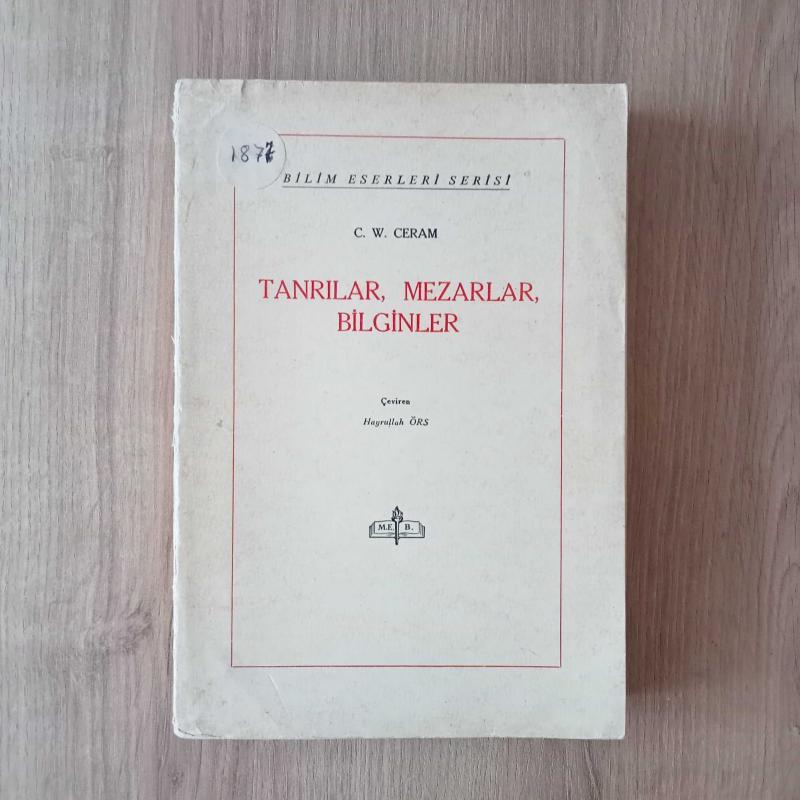 1877
BİLİM ESERLERİ SERİSİ
C. W. CERAM
TANRILAR, MEZARLAR,
BİLGİNLER
Çeviren
Hayrullah ÖRS
M.E. B.